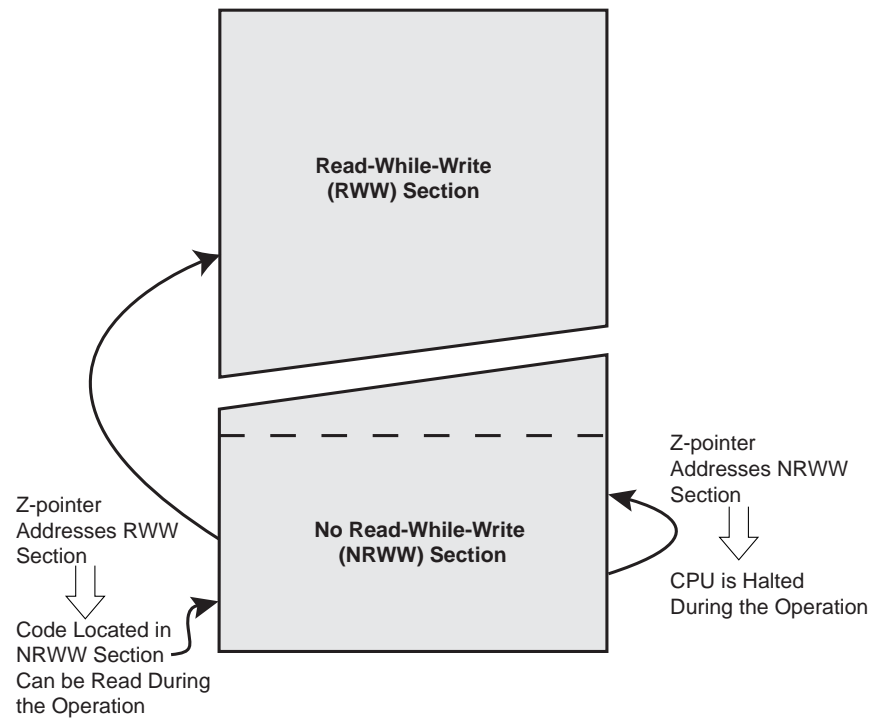 Read-While-Write
(RWW) Section
Z-pointer
Addresses NRWW
Section
Z-pointer
Addresses RWW
Section
No Read-While-Write
(NRWW) Section
CPU is Halted
During the Operation
Code Located in
NRWW Section
Can be Read During
the Operation